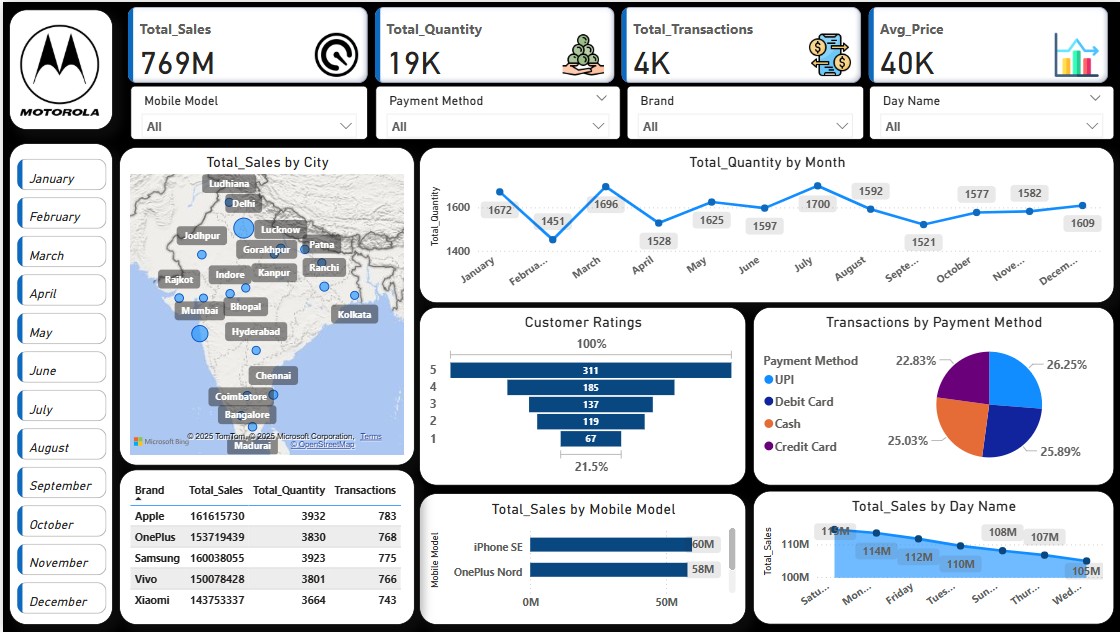 MOTOROLA
Total_Sales
769M
Total_Quantity
19K
Total_Transactions
4K
Avg_Price
40K
Mobile Model
All
Payment Method
All
Brand
All
Day Name
All
January
February
March
April
May
June
July
August
September
October
November
December
Total_Sales by City
Ludhiana
Delhi
Jodhpur
Lucknow
Gorakhpur
Patna
Rajkot
Indore
Kanpur
Ranchi
Mumbai
Bhopal
Kolkata
Hyderabad
Chennai
Coimbatore
Bangalore
Madurai
Microsoft Bing
© 2025 TomTom, © 2025 Microsoft Corporation, Terms
© OpenStreetMap
Total_Quantity by Month
Total_Quantity
1600
1400
1672
1451
1696
1528
1625
1597
1700
1592
1521
1577
1582
1609
January
Februa...
March
April
May
June
July
August
Septe...
October
Nove...
Decem...
Customer Ratings
100%
5 311
4 185
3 137
2 119
1 67
21.5%
Transactions by Payment Method
Payment Method
UPI
Debit Card
Cash
Credit Card
22.83%
26.25%
25.03%
25.89%
Brand Total_Sales Total_Quantity Transactions
Apple 161615730 3932 783
OnePlus 153719439 3830 768
Samsung 160038055 3923 775
Vivo 150078428 3801 766
Xiaomi 143753337 3664 743
Total_Sales by Mobile Model
Mobile Model
iPhone SE 60M
OnePlus Nord 58M
0M 50M
Total_Sales by Day Name
Total_Sales
110M
100M
114M
112M
110M
108M
107M
105M
Satu...
Mon...
Friday
Tues...
Sun...
Thur...
Wed...